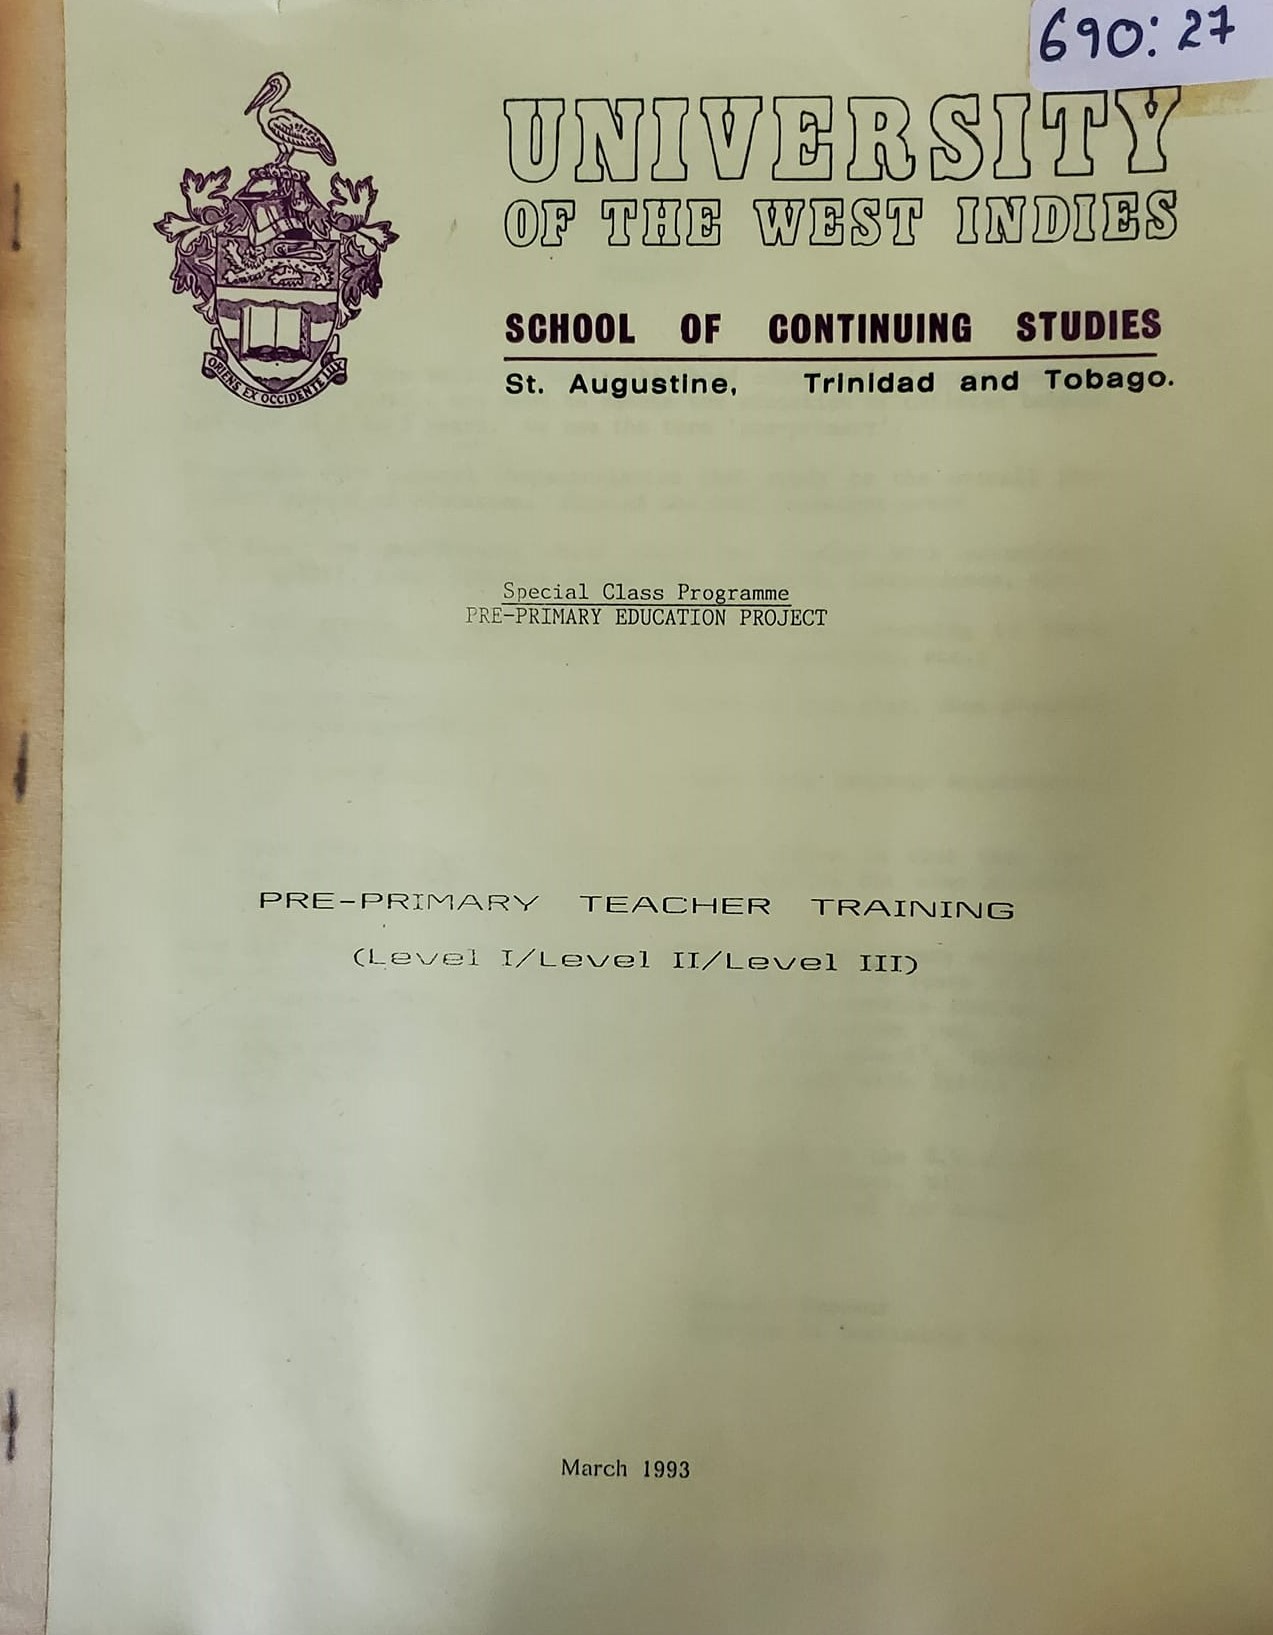 690:27
UNIVERSITY
OF THE WEST INDIES
SCHOOL OF CONTINUING STUDIES
St. Augustine, Trinidad and Tobago.
ORIENS EX OCCIDENTE LUX
Special Class Programme
PRE-PRIMARY EDUCATION PROJECT
PRE-PRIMARY TEACHER TRAINING
(Level I/Level II/Level III)
March 1993